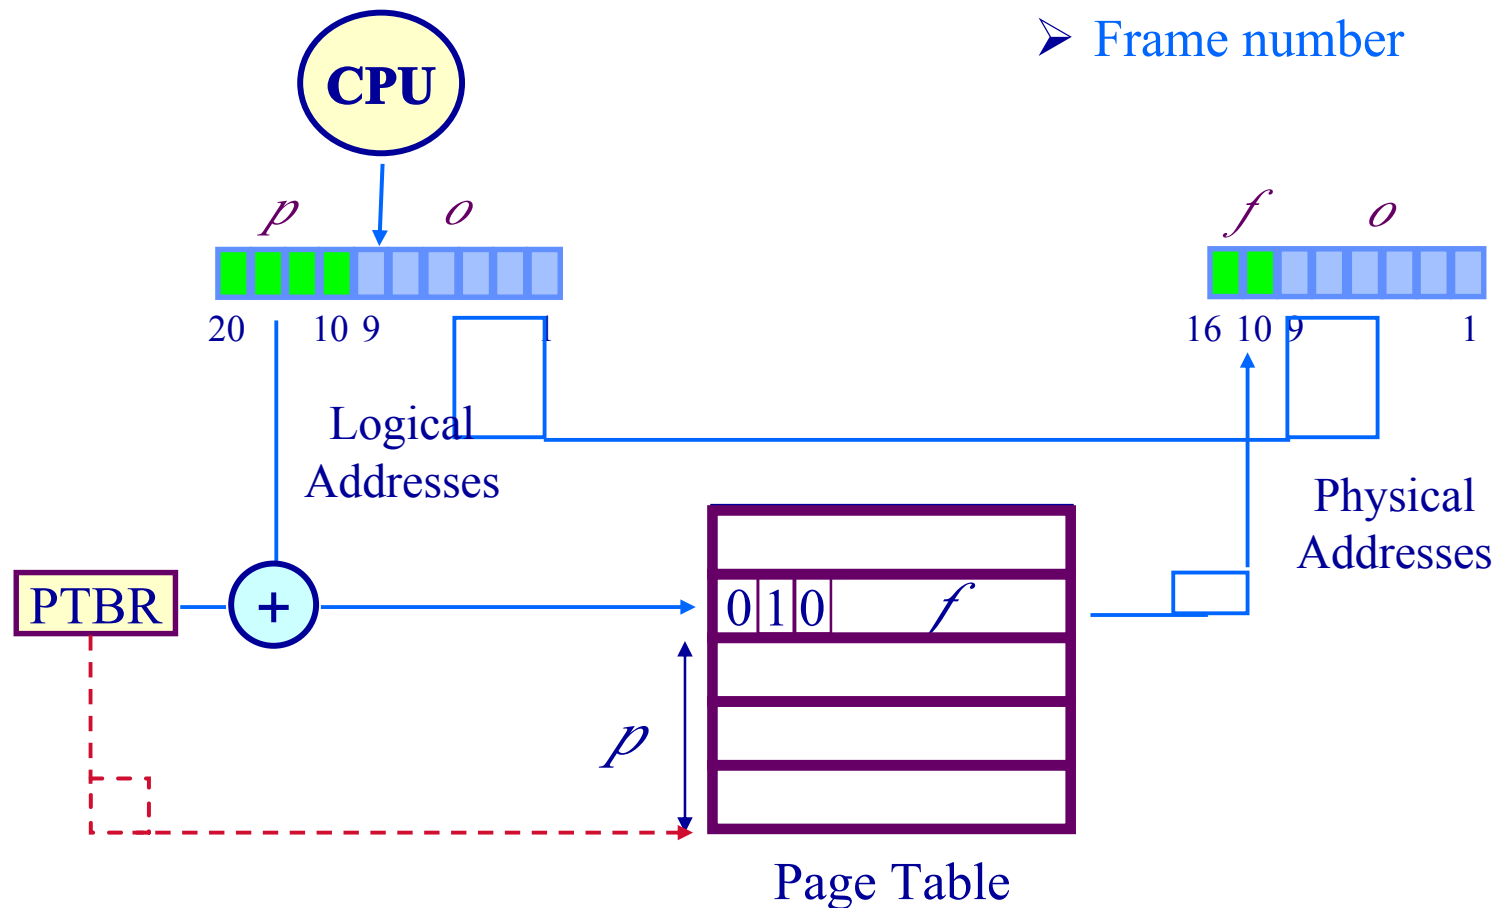 ➢ Frame number
CPU
p o
f o
20 10 9 1
16 10 9 1
Logical
Addresses
Physical
Addresses
PTBR
+
0 1 0 f
p
Page Table